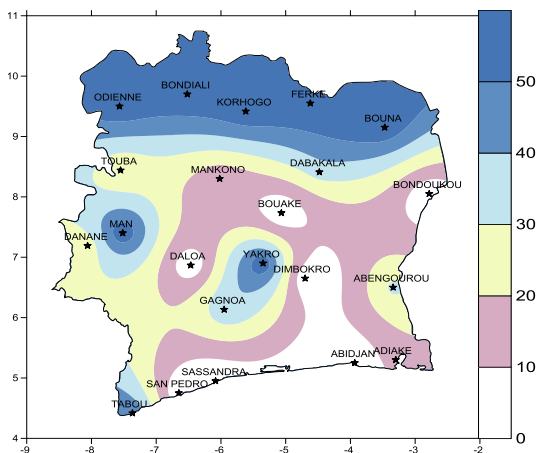 11
10
9
8
7
6
5
4
-9 -8 -7 -6 -5 -4 -3 -2
BONDIALI
ODIENNE
FERKE
KORHOGO
BOUNA
TOUBA
DABAKALA
MANKONO
BONDOUKOU
BOUAKE
MAN
DANANE
DALOA
YAKRO
DIMBOKRO
ABENGOUROU
GAGNOA
ABIDJAN
ADIAKE
SASSANDRA
SAN PEDRO
TABOU
50
40
30
20
10
0